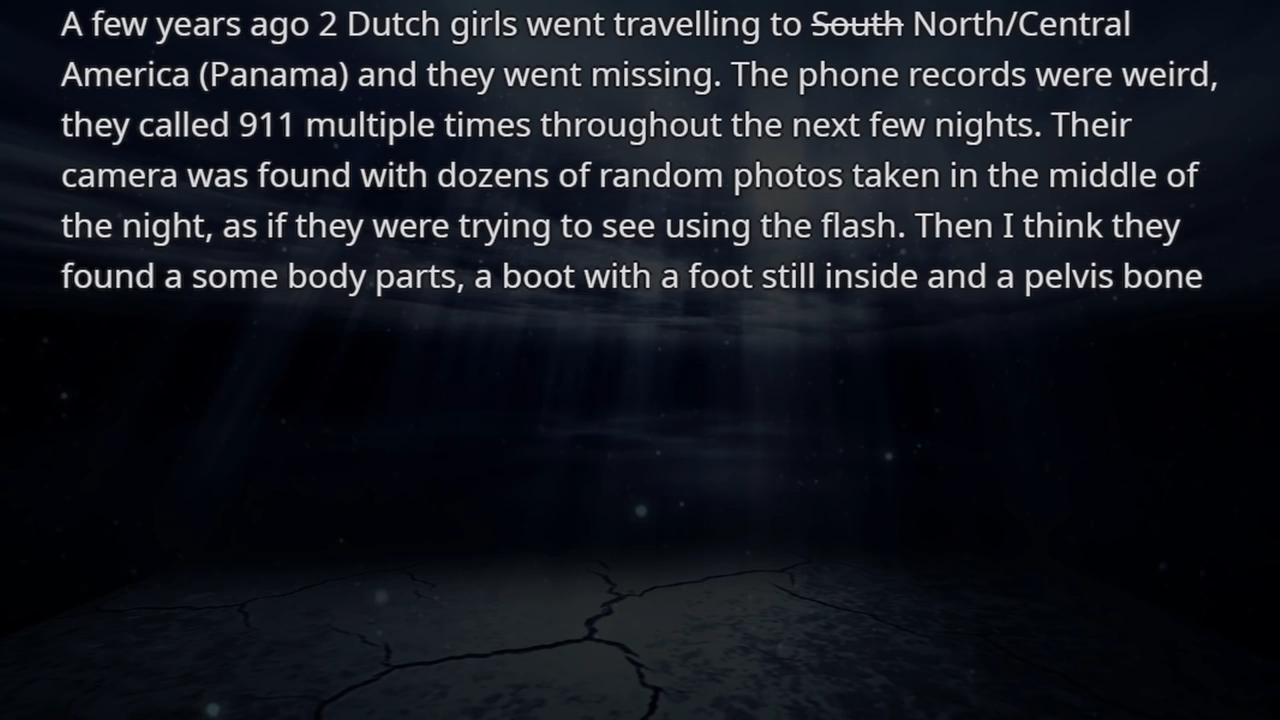 A few years ago 2 Dutch girls went travelling to South North/Central
America (Panama) and they went missing. The phone records were weird,
they called 911 multiple times throughout the next few nights. Their
camera was found with dozens of random photos taken in the middle of
the night, as if they were trying to see using the flash. Then I think they
found a some body parts, a boot with a foot still inside and a pelvis bone